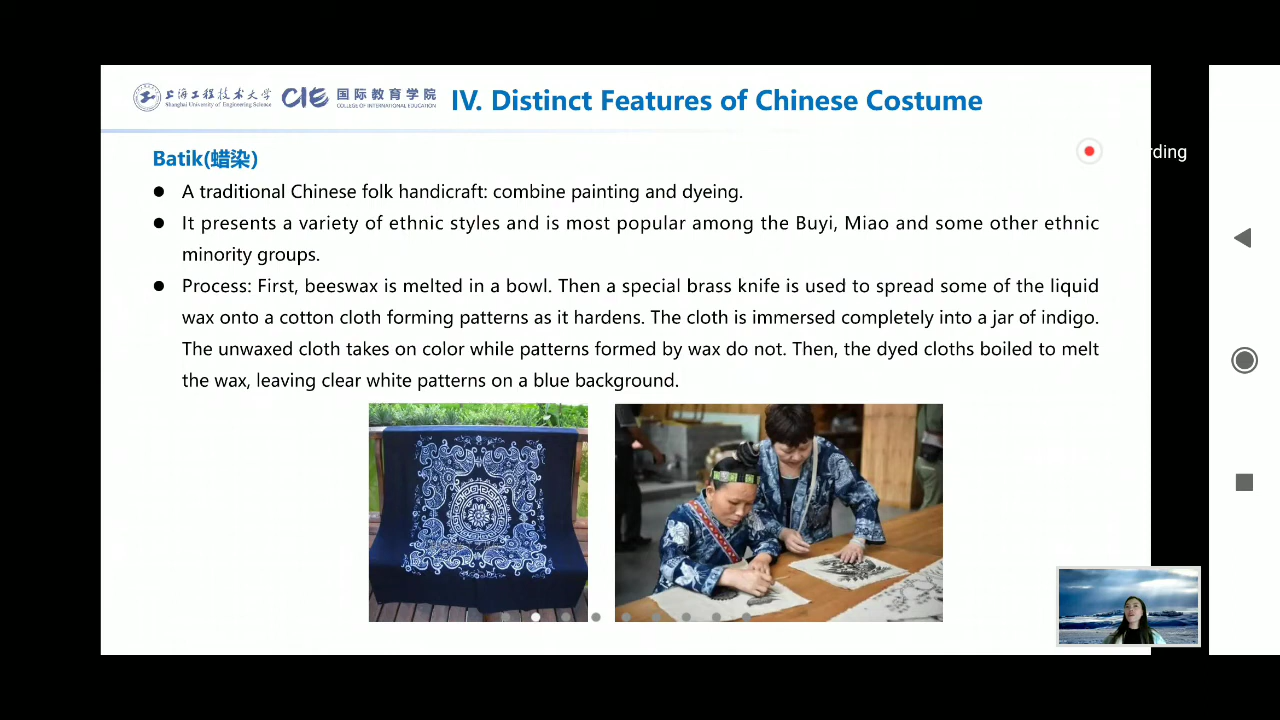 上海工程技术大学
Shanghai University of Engineering Science
CIE
国际教育学院
COLLEGE OF INTERNATIONAL EDUCATION
IV. Distinct Features of Chinese Costume
Batik(蜡染)
rding
● A traditional Chinese folk handicraft: combine painting and dyeing.
● It presents a variety of ethnic styles and is most popular among the Buyi, Miao and some other ethnic
minority groups.
● Process: First, beeswax is melted in a bowl. Then a special brass knife is used to spread some of the liquid
wax onto a cotton cloth forming patterns as it hardens. The cloth is immersed completely into a jar of indigo.
The unwaxed cloth takes on color while patterns formed by wax do not. Then, the dyed cloths boiled to melt
the wax, leaving clear white patterns on a blue background.